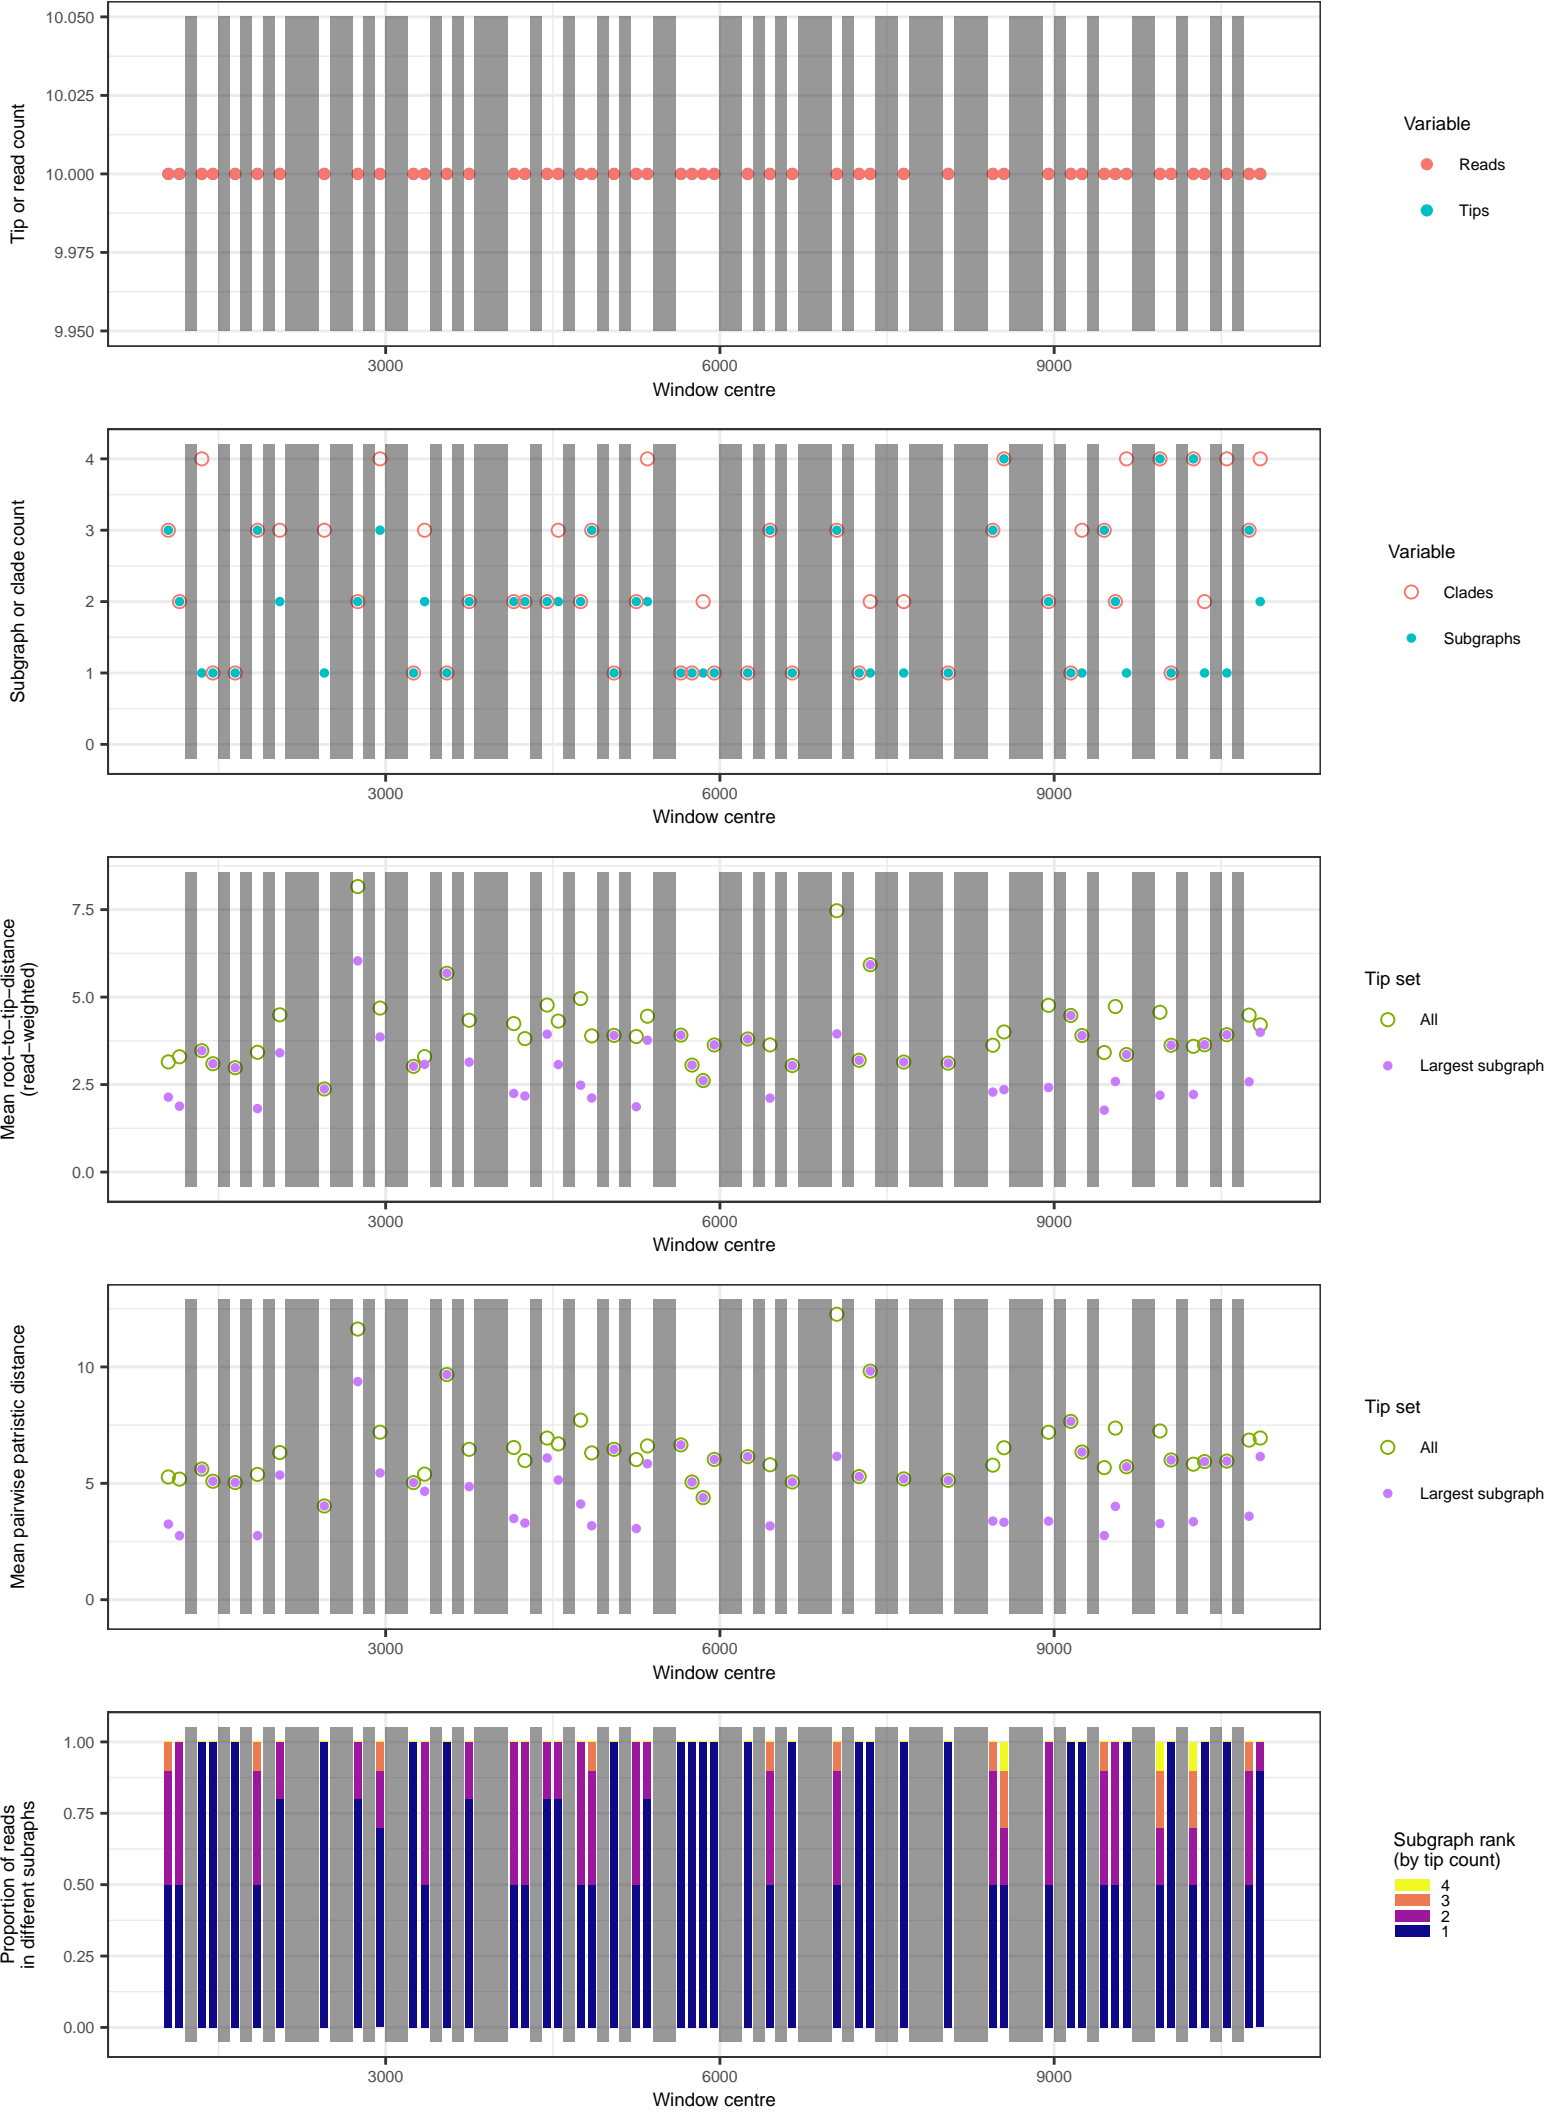 10.050
10.025
10.000
9.975
9.950
Tip or read count
3000
6000
9000
Window centre
Variable
Reads
Tips
4
3
2
1
0
Subgraph or clade count
3000
6000
9000
Window centre
Variable
Clades
Subgraphs
7.5
5.0
2.5
0.0
Mean root−to−tip−distance
(read−weighted)
3000
6000
9000
Window centre
Tip set
All
Largest subgraph
10
5
0
Mean pairwise patristic distance
3000
6000
9000
Window centre
Tip set
All
Largest subgraph
1.00
0.75
0.50
0.25
0.00
Proportion of reads
in different subraphs
3000
6000
9000
Window centre
Subgraph rank
(by tip count)
4
3
2
1